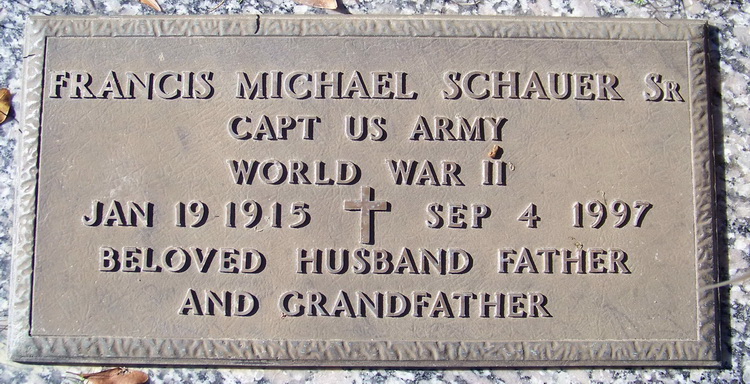 FRANCIS MICHAEL SCHAUER SR
CAPT US ARMY
WORLD WAR II
JAN 19 1915 SEP 4 1997
BELOVED HUSBAND FATHER
AND GRANDFATHER